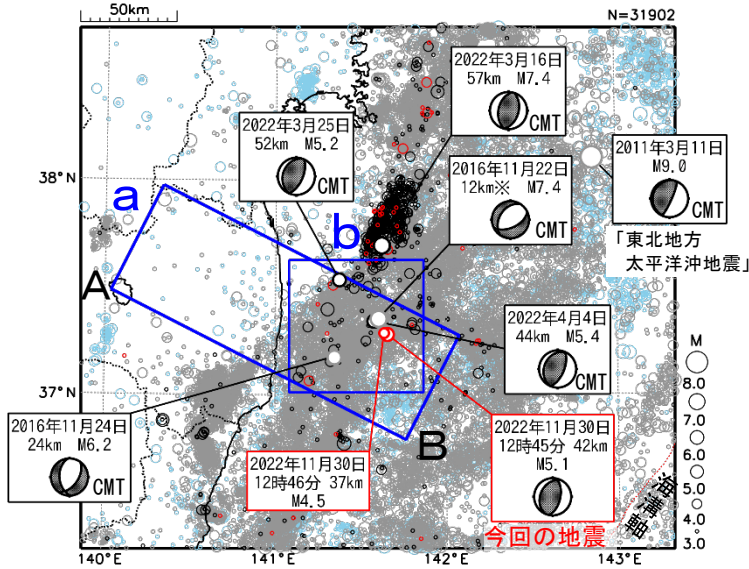 50km
N=31902
2022年3月16日
57km M7.4
CMT
2022年3月25日
52km M5.2
CMT
2016年11月22日
12km※ M7.4
CMT
2011年3月11日
M9.0
CMT
「東北地方
太平洋沖地震」
38°N
a
b
A
2022年4月4日
44km M5.4
CMT
M
8.0
7.0
6.0
5.0
4.0
3.0
37°N
2016年11月24日
24km M6.2
CMT
B
2022年11月30日
12時46分 37km
M4.5
2022年11月30日
12時45分 42km
M5.1
今回の地震
海溝軸
140°E
141°E
142°E
143°E